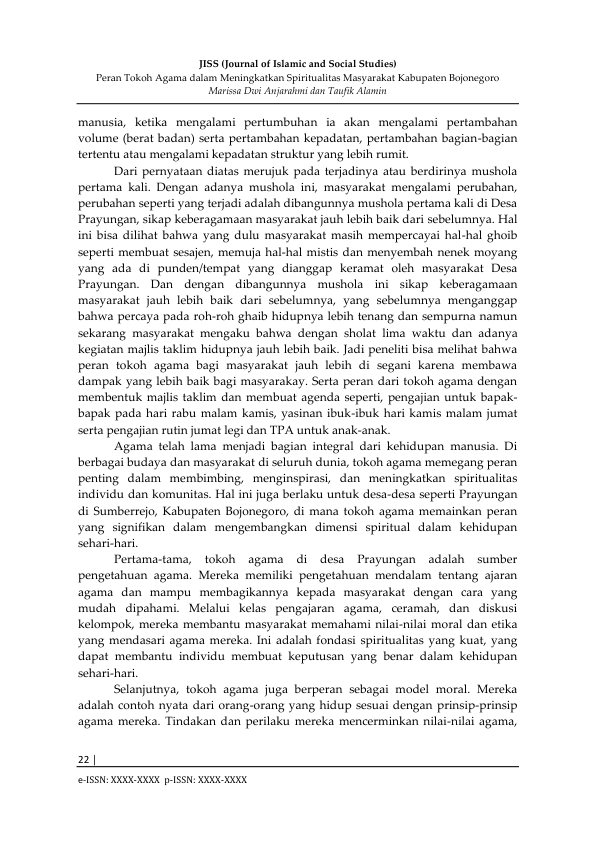 JISS (Journal of Islamic and Social Studies)
Peran Tokoh Agama dalam Meningkatkan Spiritualitas Masyarakat Kabupaten Bojonegoro
Marissa Dwi Anjarahmi dan Taufik Alamin
manusia, ketika mengalami pertumbuhan ia akan mengalami pertambahan
volume (berat badan) serta pertambahan kepadatan, pertambahan bagian-bagian
tertentu atau mengalami kepadatan struktur yang lebih rumit.
Dari pernyataan diatas merujuk pada terjadinya atau berdirinya mushola
pertama kali. Dengan adanya mushola ini, masyarakat mengalami perubahan,
perubahan seperti yang terjadi adalah dibangunnya mushola pertama kali di Desa
Prayungan, sikap keberagamaan masyarakat jauh lebih baik dari sebelumnya. Hal
ini bisa dilihat bahwa yang dulu masyarakat masih mempercayai hal-hal ghoib
seperti membuat sesajen, memuja hal-hal mistis dan menyembah nenek moyang
yang ada di punden/tempat yang dianggap keramat oleh masyarakat Desa
Prayungan. Dan dengan dibangunnya mushola ini sikap keberagamaan
masyarakat jauh lebih baik dari sebelumnya, yang sebelumnya menganggap
bahwa percaya pada roh-roh ghaib hidupnya lebih tenang dan sempurna namun
sekarang masyarakat mengaku bahwa dengan sholat lima waktu dan adanya
kegiatan majlis taklim hidupnya jauh lebih baik. Jadi peneliti bisa melihat bahwa
peran tokoh agama bagi masyarakat jauh lebih di segani karena membawa
dampak yang lebih baik bagi masyarakay. Serta peran dari tokoh agama dengan
membentuk majlis taklim dan membuat agenda seperti, pengajian untuk bapak-
bapak pada hari rabu malam kamis, yasinan ibuk-ibuk hari kamis malam jumat
serta pengajian rutin jumat legi dan TPA untuk anak-anak.
Agama telah lama menjadi bagian integral dari kehidupan manusia. Di
berbagai budaya dan masyarakat di seluruh dunia, tokoh agama memegang peran
penting dalam membimbing, menginspirasi, dan meningkatkan spiritualitas
individu dan komunitas. Hal ini juga berlaku untuk desa-desa seperti Prayungan
di Sumberrejo, Kabupaten Bojonegoro, di mana tokoh agama memainkan peran
yang signifikan dalam mengembangkan dimensi spiritual dalam kehidupan
sehari-hari.
Pertama-tama, tokoh agama di desa Prayungan adalah sumber
pengetahuan agama. Mereka memiliki pengetahuan mendalam tentang ajaran
agama dan mampu membagikannya kepada masyarakat dengan cara yang
mudah dipahami. Melalui kelas pengajaran agama, ceramah, dan diskusi
kelompok, mereka membantu masyarakat memahami nilai-nilai moral dan etika
yang mendasari agama mereka. Ini adalah fondasi spiritualitas yang kuat, yang
dapat membantu individu membuat keputusan yang benar dalam kehidupan
sehari-hari.
Selanjutnya, tokoh agama juga berperan sebagai model moral. Mereka
adalah contoh nyata dari orang-orang yang hidup sesuai dengan prinsip-prinsip
agama mereka. Tindakan dan perilaku mereka mencerminkan nilai-nilai agama,
22 |
e-ISSN: XXXX-XXXX p-ISSN: XXXX-XXXX